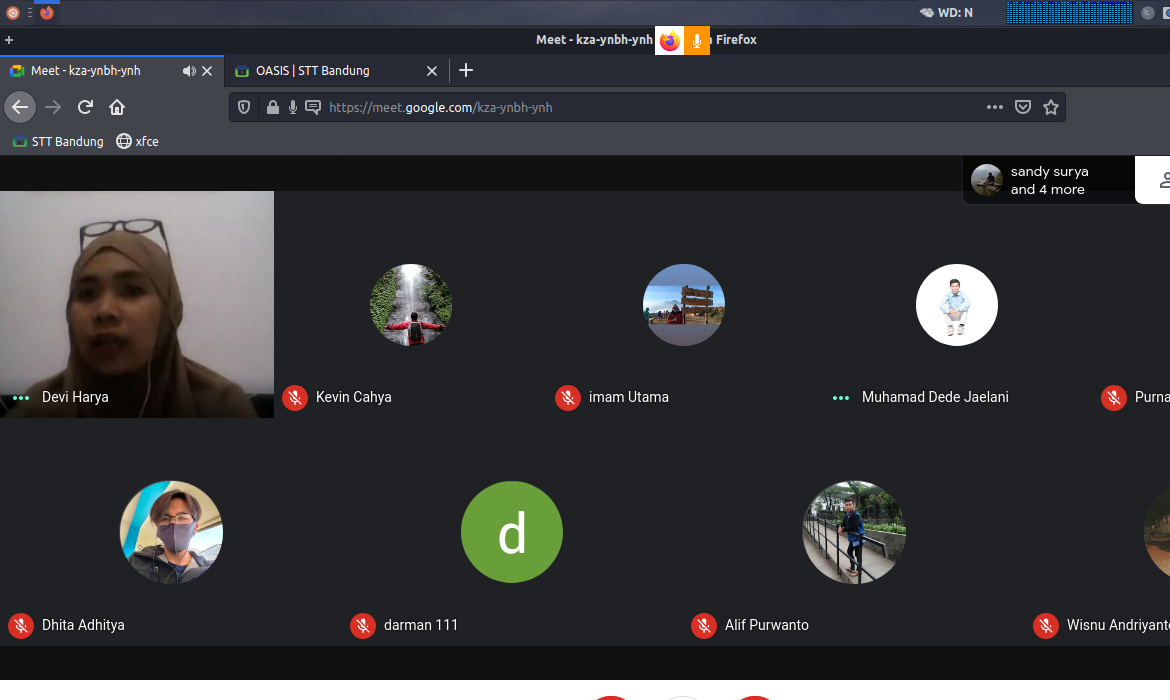 WD: N
Meet - kza-ynbh-ynh
Firefox
Meet - kza-ynbh-ynh
OASIS | STT Bandung
https://meet.google.com/kza-ynbh-ynh
STT Bandung
xfce
sandy surya
and 4 more
Devi Harya
Kevin Cahya
imam Utama
Muhamad Dede Jaelani
Purna
d
Dhita Adhitya
darman 111
Alif Purwanto
Wisnu Andriyant